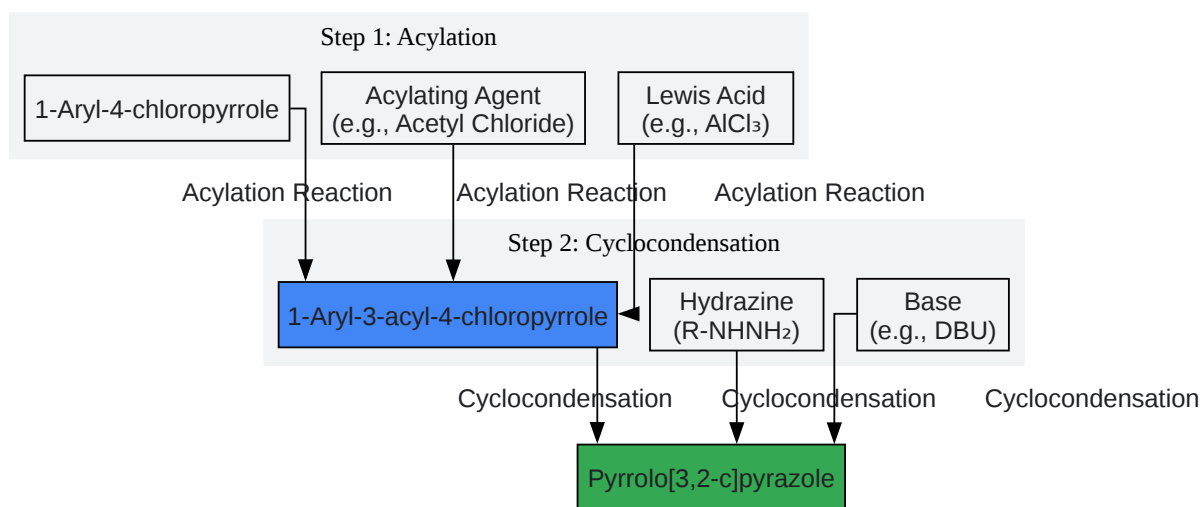 Step 1: Acylation
1-Aryl-4-chloropyrrole
Acylating Agent
(e.g., Acetyl Chloride)
Lewis Acid
(e.g., AlCl₃)
Acylation Reaction
Acylation Reaction
Acylation Reaction
Step 2: Cyclocondensation
1-Aryl-3-acyl-4-chloropyrrole
Hydrazine
(R-NHNH₂)
Base
(e.g., DBU)
Cyclocondensation
Cyclocondensation
Cyclocondensation
Pyrrolo[3,2-c]pyrazole